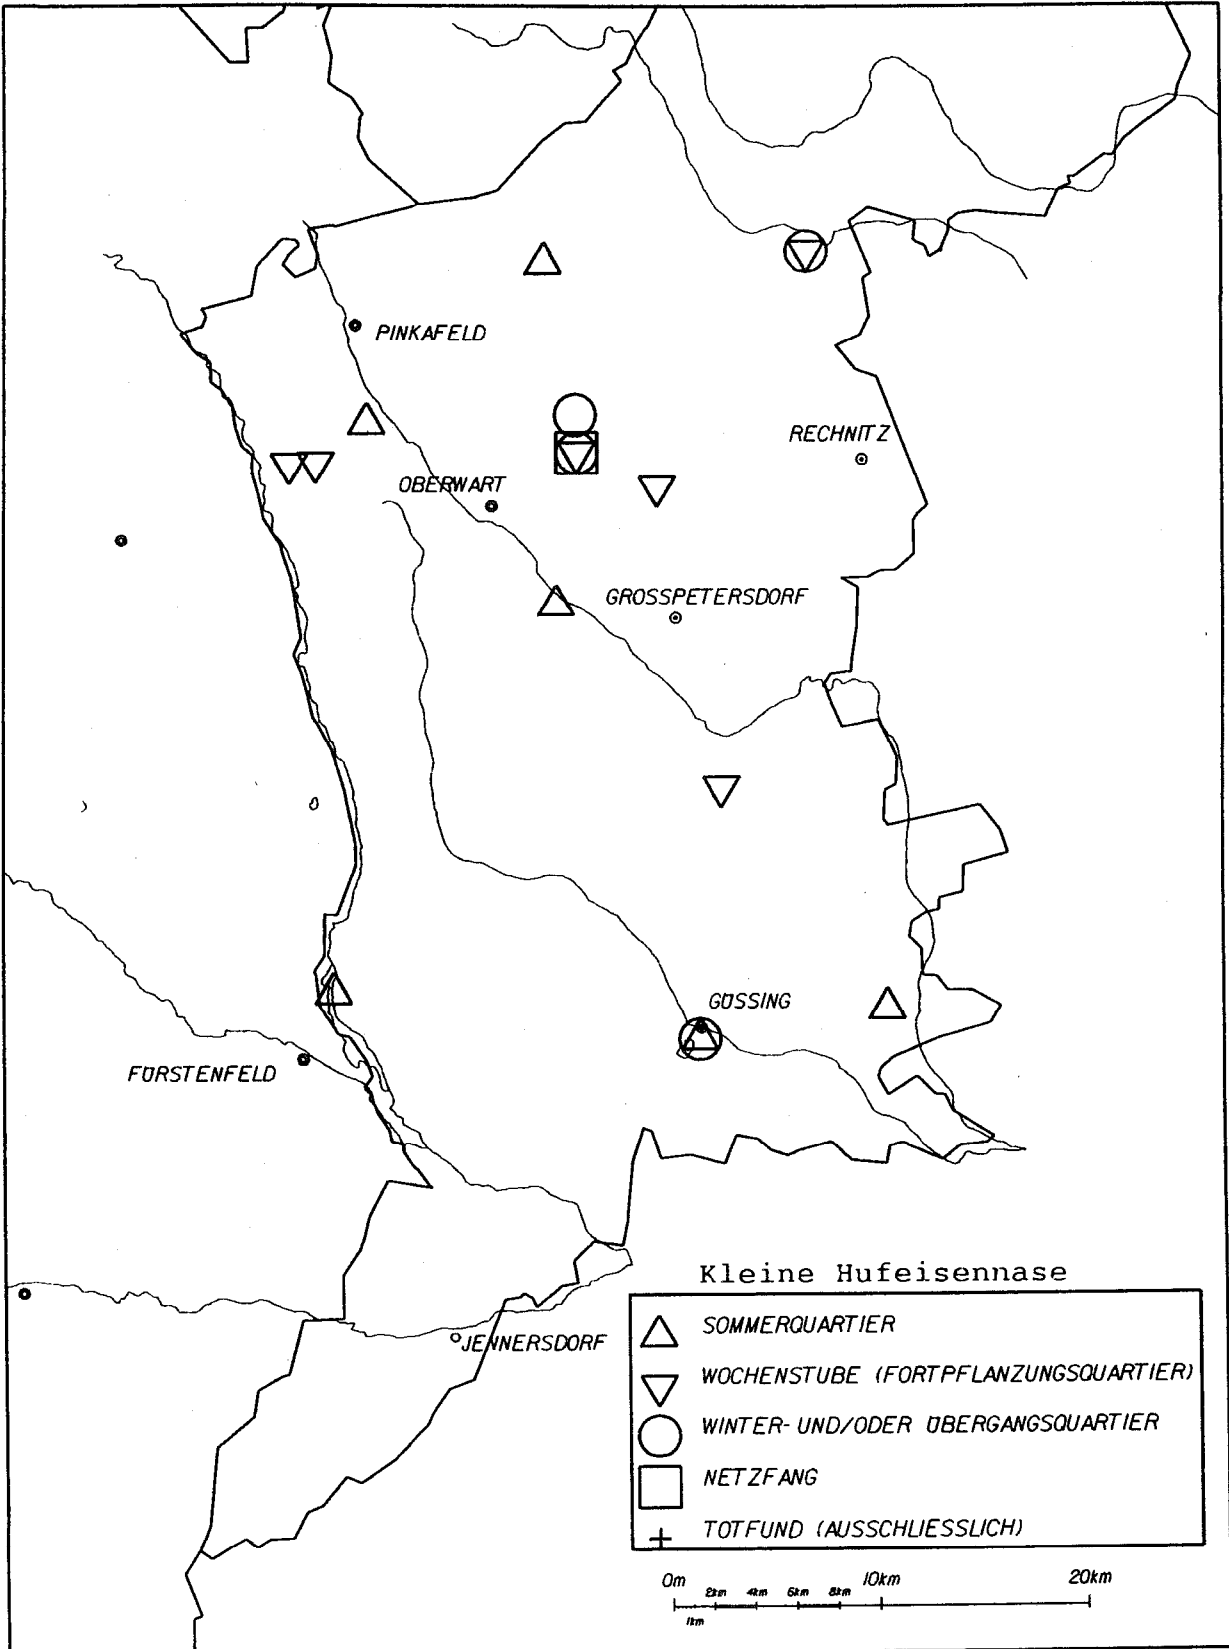 PINKAFELD
RECHNITZ
OBERWART
GROSSPETERSDORF
GÜSSING
FÜRSTENFELD
Kleine Hufeisennase
SOMMERQUARTIER
JENNERSDORF
WOCHENSTUBE (FORTPFLANZUNGSQUARTIER)
WINTER- UND/ODER ÜBERGANGSQUARTIER
NETZFANG
TOTFUND (AUSSCHLIESSLICH)
0m 2km 4km 6km 8km 10km 20km
1km